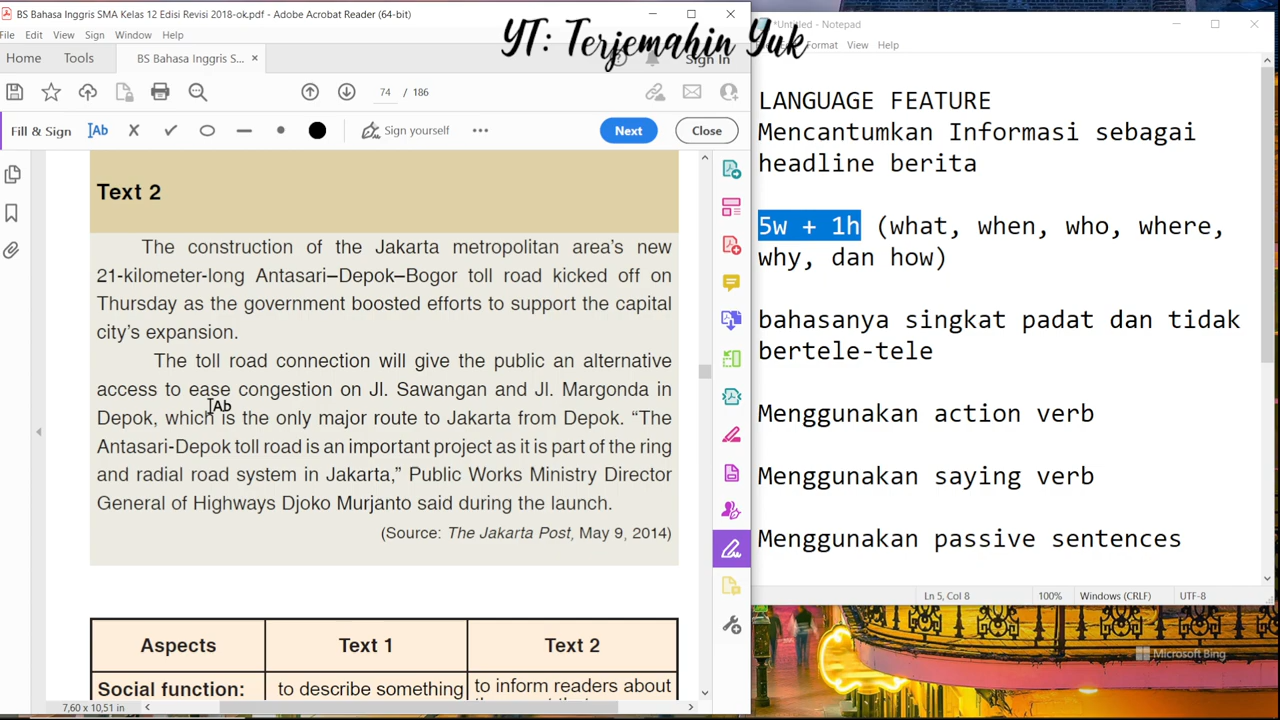 BS Bahasa Inggris SMA Kelas 12 Edisi Revisi 2018-ok.pdf - Adobe Acrobat Reader (64-bit)
YT: Terjemahin Yuk
File Edit View Sign Window Help
Home Tools BS Bahasa Inggris S... × Sign In
74 / 186
Fill & Sign Ab Sign yourself Next Close
Text 2
The construction of the Jakarta metropolitan area's new
21-kilometer-long Antasari–Depok–Bogor toll road kicked off on
Thursday as the government boosted efforts to support the capital
city's expansion.
The toll road connection will give the public an alternative
access to ease congestion on Jl. Sawangan and Jl. Margonda in
Depok, which is the only major route to Jakarta from Depok. “The
Antasari-Depok toll road is an important project as it is part of the ring
and radial road system in Jakarta,” Public Works Ministry Director
General of Highways Djoko Murjanto said during the launch.
(Source: The Jakarta Post, May 9, 2014)
Ab
Aspects Text 1 Text 2
Social function: to describe something to inform readers about
7,60 x 10,51 in
*Untitled - Notepad
Format View Help
LANGUAGE FEATURE
Mencantumkan Informasi sebagai
headline berita
5w + 1h (what, when, who, where,
why, dan how)
bahasanya singkat padat dan tidak
bertele-tele
Menggunakan action verb
Menggunakan saying verb
Menggunakan passive sentences
Ln 5, Col 8 100% Windows (CRLF) UTF-8
Microsoft Bing